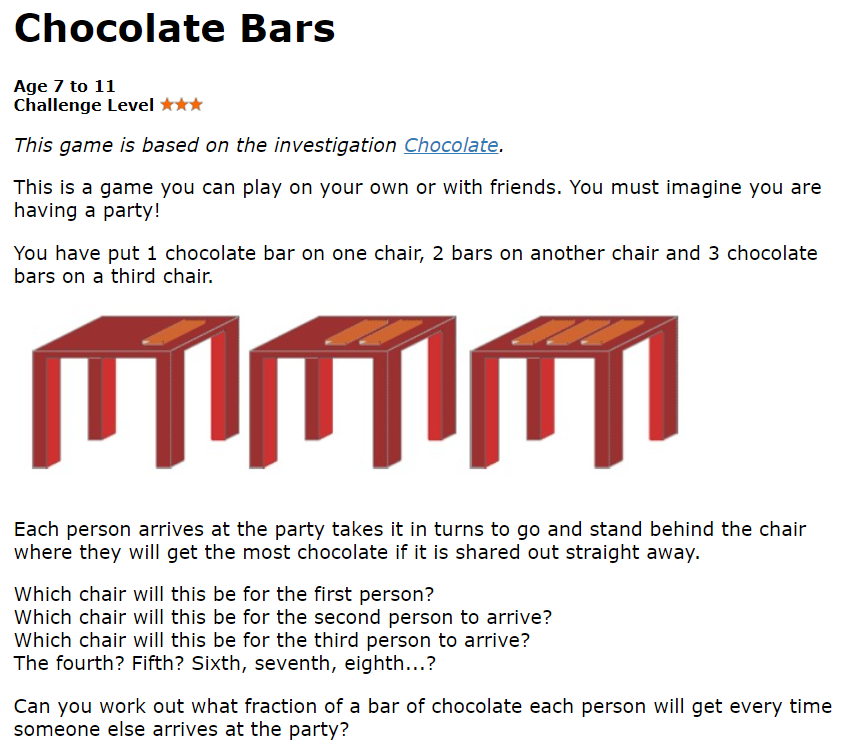 Chocolate Bars
Age 7 to 11
Challenge Level ★★★
This game is based on the investigation Chocolate.
This is a game you can play on your own or with friends. You must imagine you are
having a party!
You have put 1 chocolate bar on one chair, 2 bars on another chair and 3 chocolate
bars on a third chair.
Each person arrives at the party takes it in turns to go and stand behind the chair
where they will get the most chocolate if it is shared out straight away.
Which chair will this be for the first person?
Which chair will this be for the second person to arrive?
Which chair will this be for the third person to arrive?
The fourth? Fifth? Sixth, seventh, eighth...?
Can you work out what fraction of a bar of chocolate each person will get every time
someone else arrives at the party?